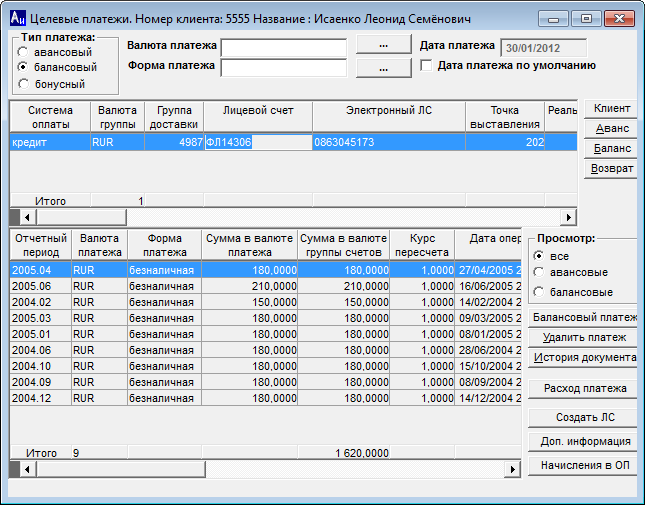 Целевые платежи. Номер клиента: 5555 Название : Исаенко Леонид Семёнович
Тип платежа:
авансовый
балансовый
бонусный
Валюта платежа ...
Форма платежа ...
Дата платежа 30/01/2012
Дата платежа по умолчанию
Система оплаты Валюта группы Группа доставки Лицевой счет Электронный ЛС Точка выставления Реаль
кредит RUR 4987 ФЛ14306 0863045173 202
Итого 1
Клиент
Аванс
Баланс
Возврат
Отчетный период Валюта платежа Форма платежа Сумма в валюте платежа Сумма в валюте группы счетов Курс пересчета Дата опер
2005.04 RUR безналичная 180,0000 180,0000 1,0000 27/04/2005 2
2005.06 RUR безналичная 210,0000 210,0000 1,0000 16/06/2005 2
2004.02 RUR безналичная 150,0000 150,0000 1,0000 14/02/2004 2
2005.03 RUR безналичная 180,0000 180,0000 1,0000 09/03/2005 2
2005.01 RUR безналичная 180,0000 180,0000 1,0000 08/01/2005 2
2004.06 RUR безналичная 180,0000 180,0000 1,0000 28/06/2004 2
2004.10 RUR безналичная 180,0000 180,0000 1,0000 15/10/2004 2
2004.09 RUR безналичная 180,0000 180,0000 1,0000 08/09/2004 2
2004.12 RUR безналичная 180,0000 180,0000 1,0000 14/12/2004 2
Итого 9 1 620,0000
Просмотр:
все
авансовые
балансовые
Балансовый платеж
Удалить платеж
История документа
Расход платежа
Создать ЛС
Доп. информация
Начисления в ОП